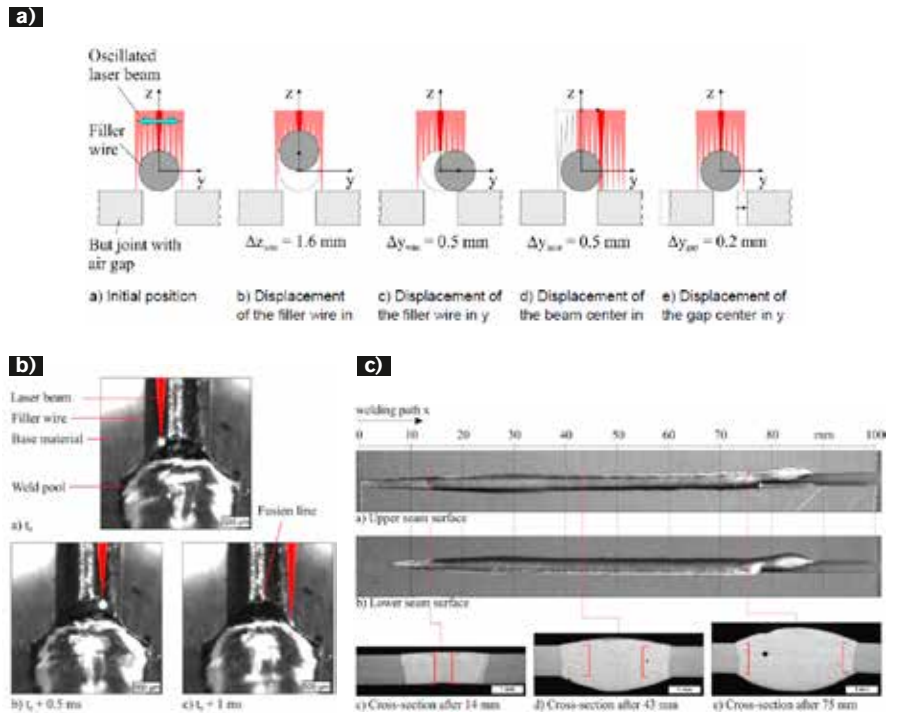 a)
Oscillated
laser beam
Filler
wire
But joint with
air gap
z
y
z
y
z
y
z
y
z
y
= 1.6 mm
= 0.5 mm
= 0.5 mm
= 0.2 mm
a) Initial position
b) Displacement
of the filler wire in
c) Displacement of
the filler wire in y
d) Displacement of
the beam center in
e) Displacement of
the gap center in y
b)
Laser beam
Filler wire
Base material
Weld pool
Fusion line
a) t₀
b) t₀ + 0.5 ms
c) t₀ + 1 ms
c)
welding path x
0 10 20 30 40 50 60 70 80 mm 100
a) Upper seam surface
b) Lower seam surface
c) Cross-section after 14 mm
d) Cross-section after 43 mm
e) Cross-section after 75 mm